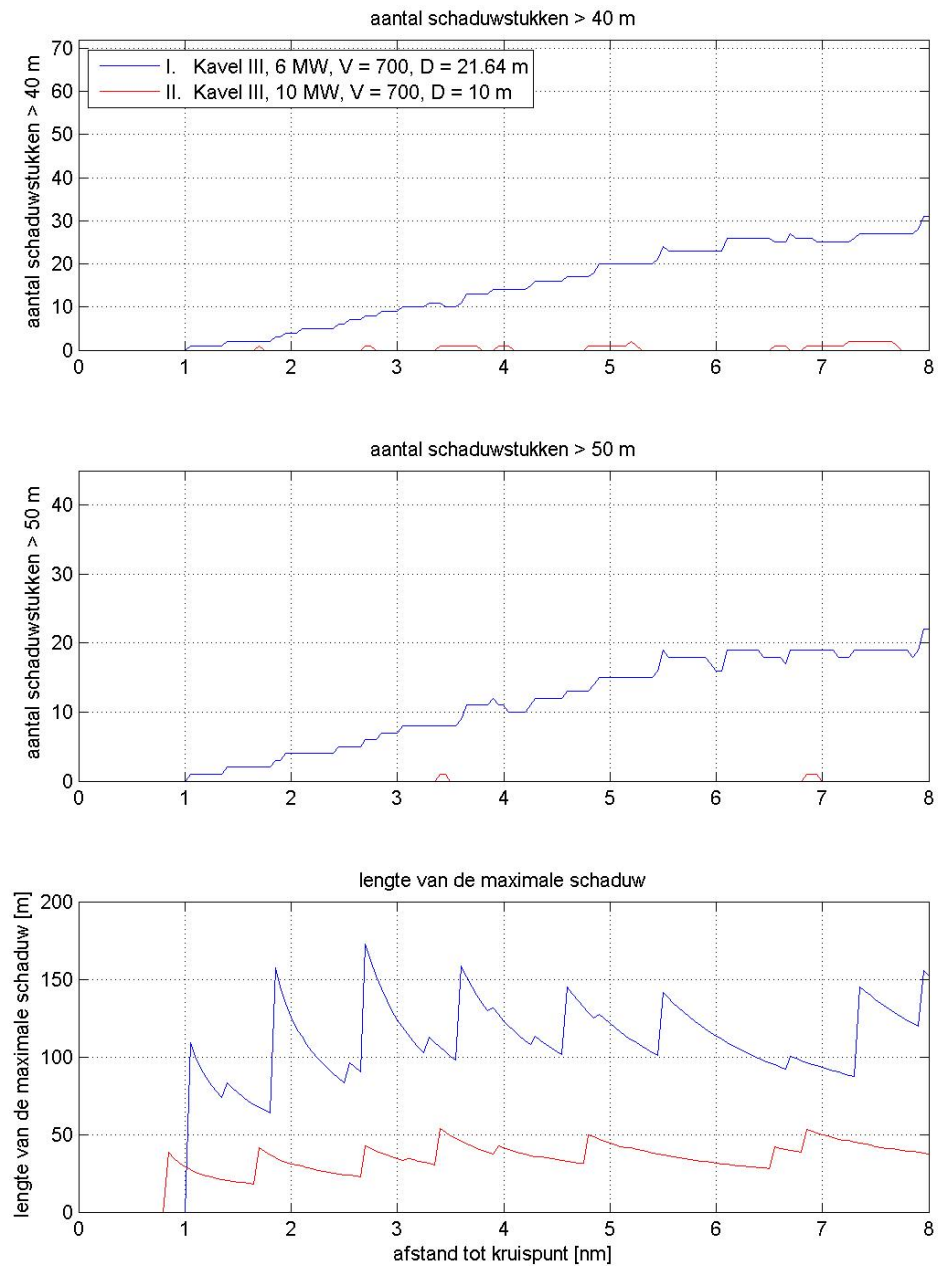 aantal schaduwstukken > 40 m
aantal schaduwstukken > 40 m
70
60
50
40
30
20
10
0
I. Kavel III, 6 MW, V = 700, D = 21.64 m
II. Kavel III, 10 MW, V = 700, D = 10 m
0 1 2 3 4 5 6 7 8
aantal schaduwstukken > 50 m
aantal schaduwstukken > 50 m
40
30
20
10
0
0 1 2 3 4 5 6 7 8
lengte van de maximale schaduw
lengte van de maximale schaduw [m]
200
150
100
50
0
0 1 2 3 4 5 6 7 8
afstand tot kruispunt [nm]